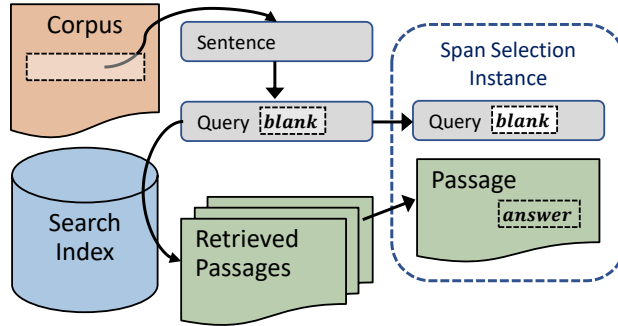 Corpus
Sentence
Span Selection
Instance
Query blank
Query blank
Search
Index
Retrieved
Passages
Passage
answer